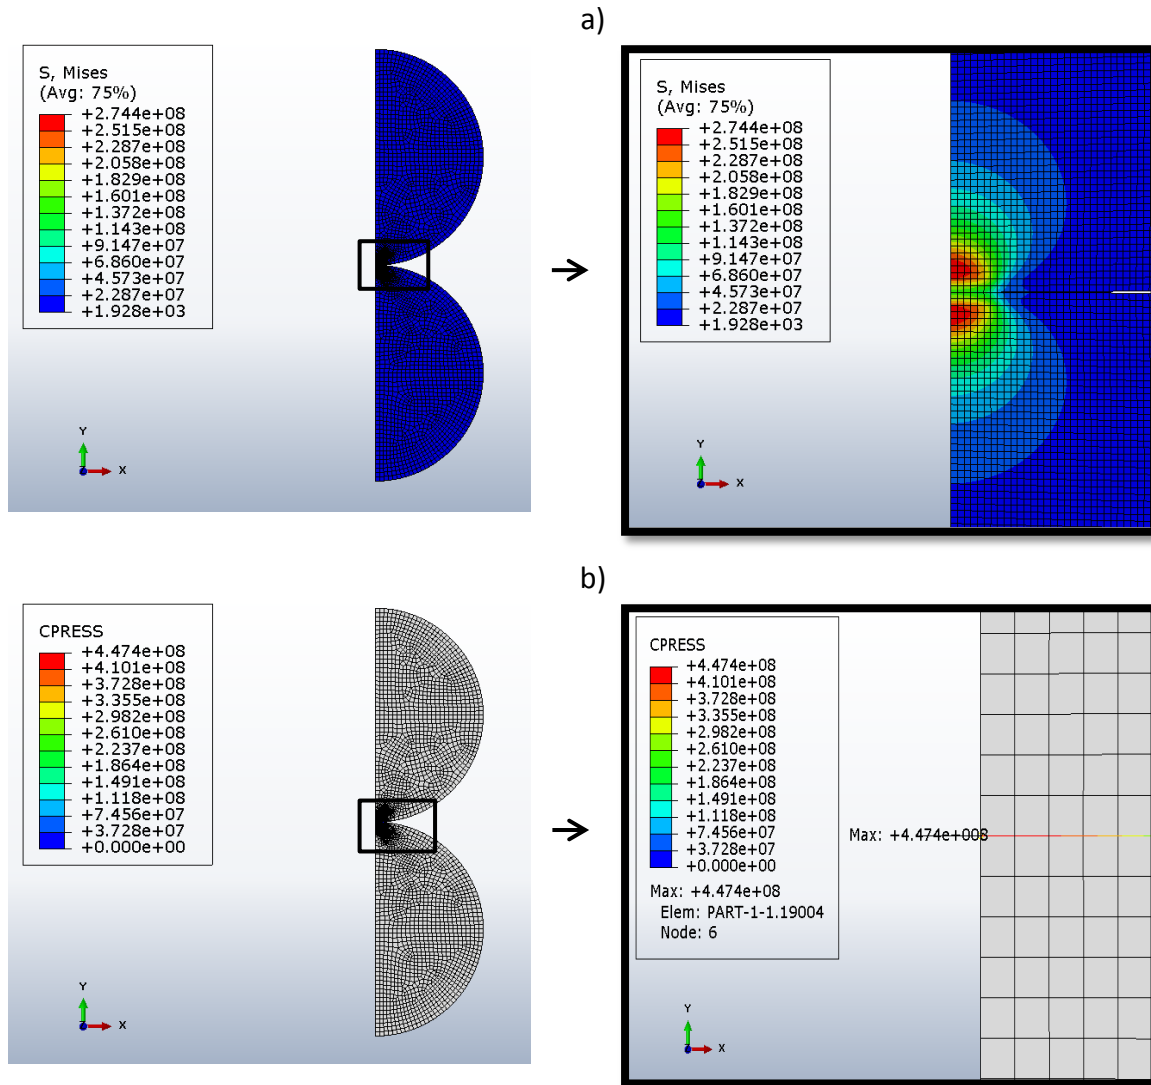 a)
S, Mises
(Avg: 75%)
+2.744e+08
+2.515e+08
+2.287e+08
+2.058e+08
+1.829e+08
+1.601e+08
+1.372e+08
+1.143e+08
+9.147e+07
+6.860e+07
+4.573e+07
+2.287e+07
+1.928e+03
Y
X
S, Mises
(Avg: 75%)
+2.744e+08
+2.515e+08
+2.287e+08
+2.058e+08
+1.829e+08
+1.601e+08
+1.372e+08
+1.143e+08
+9.147e+07
+6.860e+07
+4.573e+07
+2.287e+07
+1.928e+03
Y
X
b)
CPRESS
+4.474e+08
+4.101e+08
+3.728e+08
+3.355e+08
+2.982e+08
+2.610e+08
+2.237e+08
+1.864e+08
+1.491e+08
+1.118e+08
+7.456e+07
+3.728e+07
+0.000e+00
Y
X
CPRESS
+4.474e+08
+4.101e+08
+3.728e+08
+3.355e+08
+2.982e+08
+2.610e+08
+2.237e+08
+1.864e+08
+1.491e+08
+1.118e+08
+7.456e+07
+3.728e+07
+0.000e+00
Max: +4.474e+08
Elem: PART-1-1.19004
Node: 6
Max: +4.474e+008
Y
X